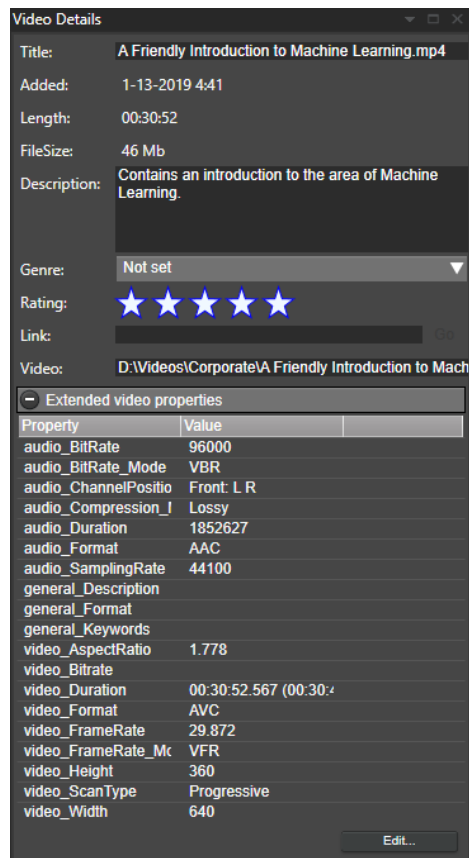 Video Details
Title: A Friendly Introduction to Machine Learning.mp4
Added: 1-13-2019 4:41
Length: 00:30:52
FileSize: 46 Mb
Description: Contains an introduction to the area of Machine
Learning.
Genre: Not set
Rating:
Link: Go
Video: D:\Videos\Corporate\A Friendly Introduction to Mach
Extended video properties
Property Value
audio_BitRate 96000
audio_BitRate_Mode VBR
audio_ChannelPositio Front: L R
audio_Compression_ Lossy
audio_Duration 1852627
audio_Format AAC
audio_SamplingRate 44100
general_Description
general_Format
general_Keywords
video_AspectRatio 1.778
video_Bitrate
video_Duration 00:30:52.567 (00:30:4
video_Format AVC
video_FrameRate 29.872
video_FrameRate_Mc VFR
video_Height 360
video_ScanType Progressive
video_Width 640
Edit...